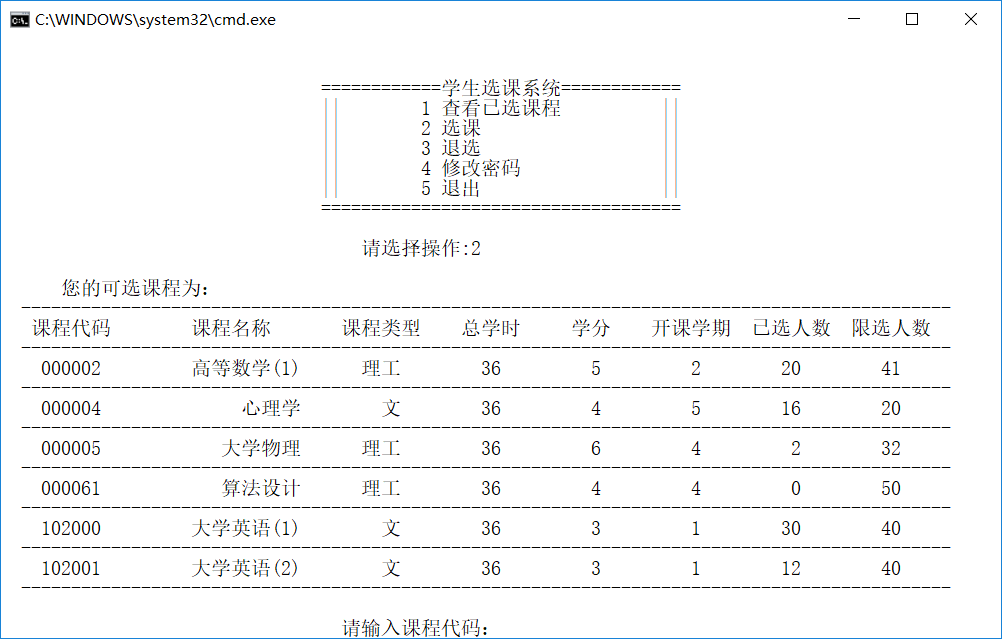 C:\WINDOWS\system32\cmd.exe
============学生选课系统============
1 查看已选课程
2 选课
3 退选
4 修改密码
5 退出
====================================
请选择操作:2
您的可选课程为:
课程代码 课程名称 课程类型 总学时 学分 开课学期 已选人数 限选人数
000002 高等数学(1) 理工 36 5 2 20 41
000004 心理学 文 36 4 5 16 20
000005 大学物理 理工 36 6 4 2 32
000061 算法设计 理工 36 4 4 0 50
102000 大学英语(1) 文 36 3 1 30 40
102001 大学英语(2) 文 36 3 1 12 40
请输入课程代码: